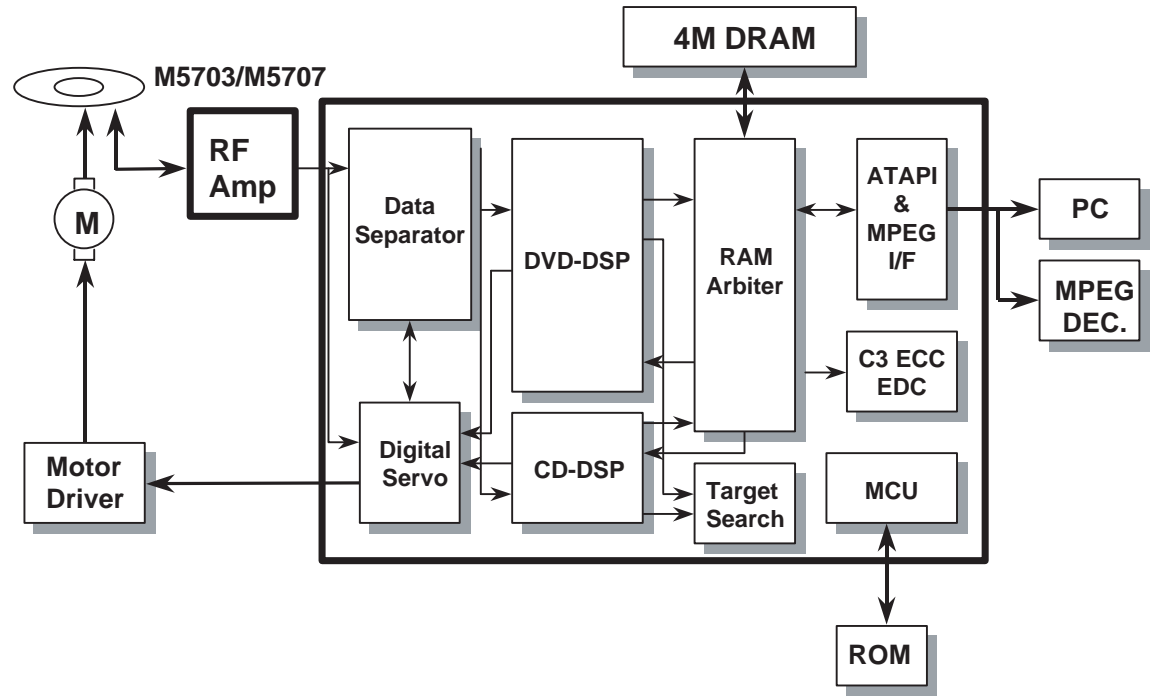 4M DRAM
M5703/M5707
RF
Amp
M
Data
Separator
DVD-DSP
RAM
Arbiter
ATAPI
&
MPEG
I/F
PC
MPEG
DEC.
C3 ECC
EDC
Digital
Servo
CD-DSP
Target
Search
MCU
Motor
Driver
ROM